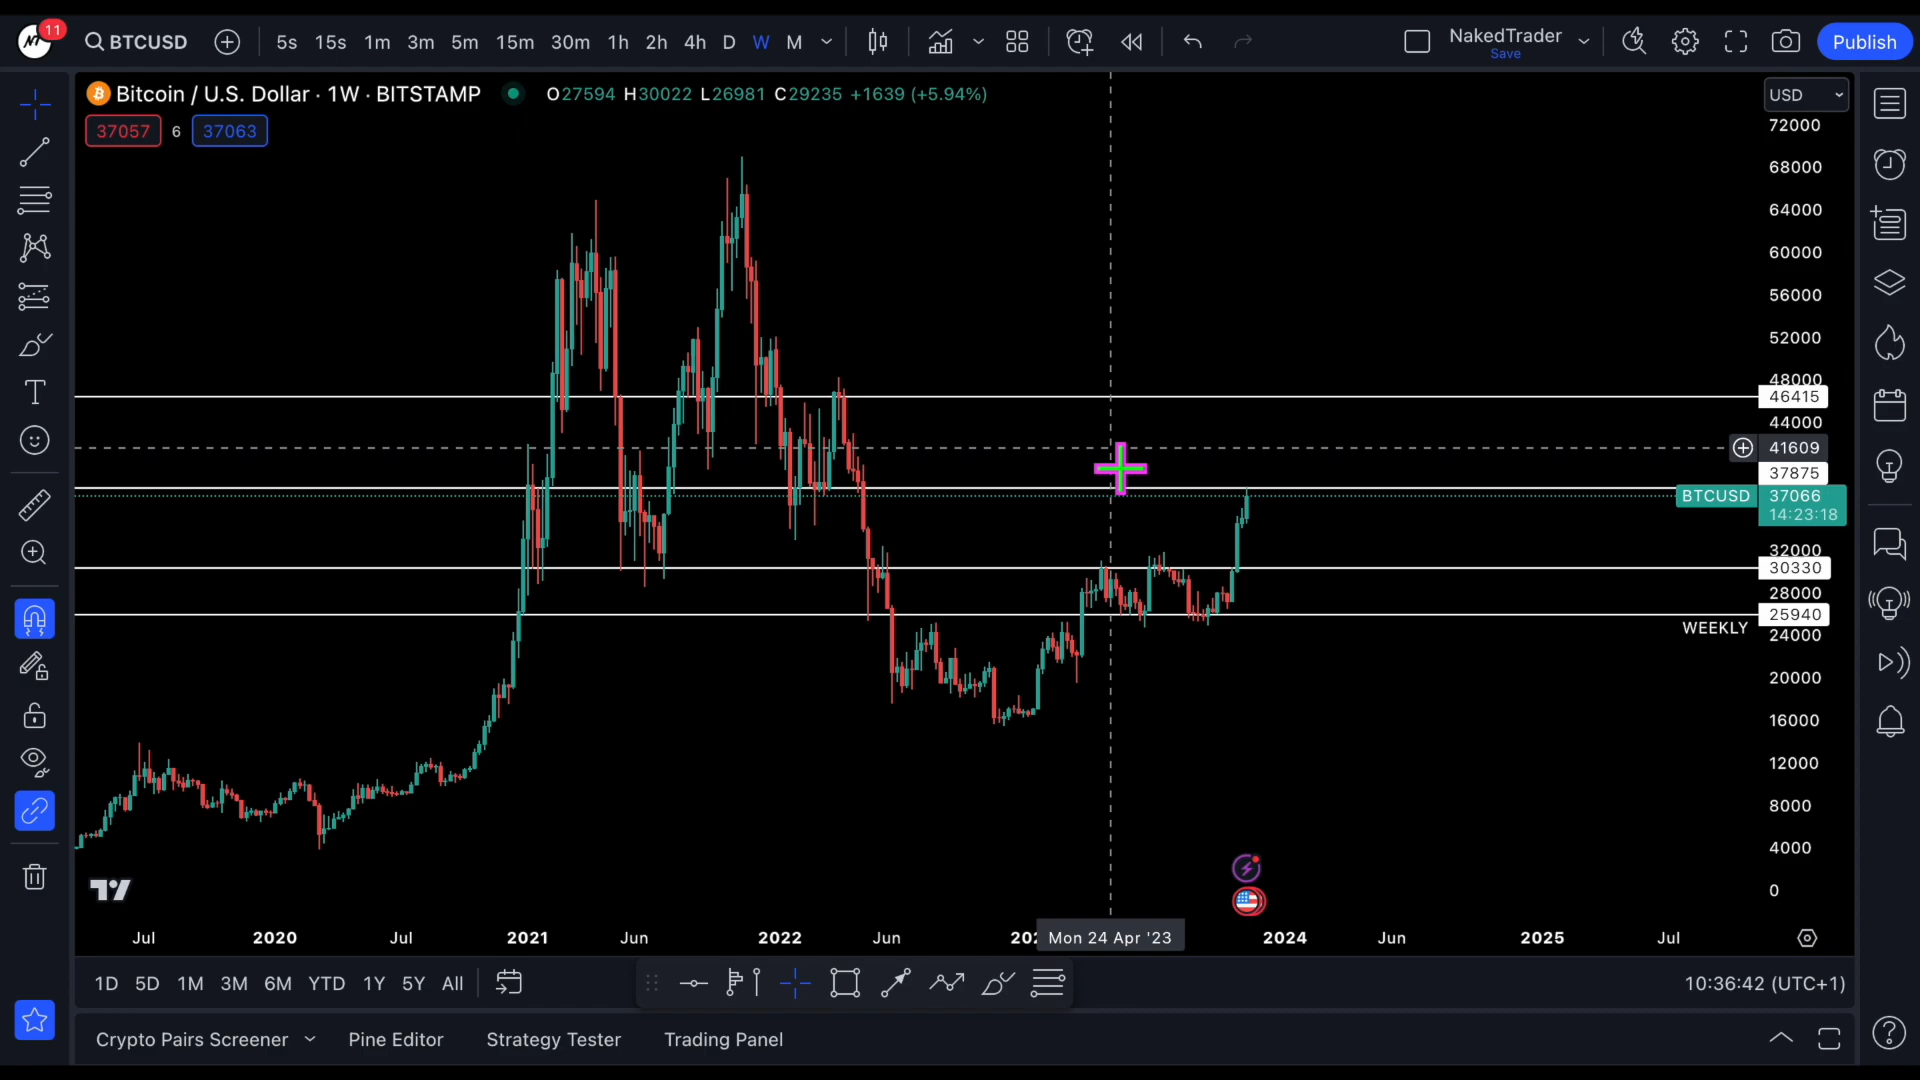 11
BTCUSD
5s 15s 1m 3m 5m 15m 30m 1h 2h 4h D W M
NakedTrader
Save
Publish
Bitcoin / U.S. Dollar · 1W · BITSTAMP
O27594 H30022 L26981 C29235 +1639 (+5.94%)
USD
37057 6 37063
72000
68000
64000
60000
56000
52000
48000
46415
44000
41609
37875
BTCUSD 37066
14:23:18
32000
30330
28000
25940
WEEKLY
24000
20000
16000
12000
8000
4000
0
Jul 2020 Jul 2021 Jun 2022 Jun 202 Mon 24 Apr '23 2024 Jun 2025 Jul
1D 5D 1M 3M 6M YTD 1Y 5Y All
10:36:42 (UTC+1)
Crypto Pairs Screener Pine Editor Strategy Tester Trading Panel